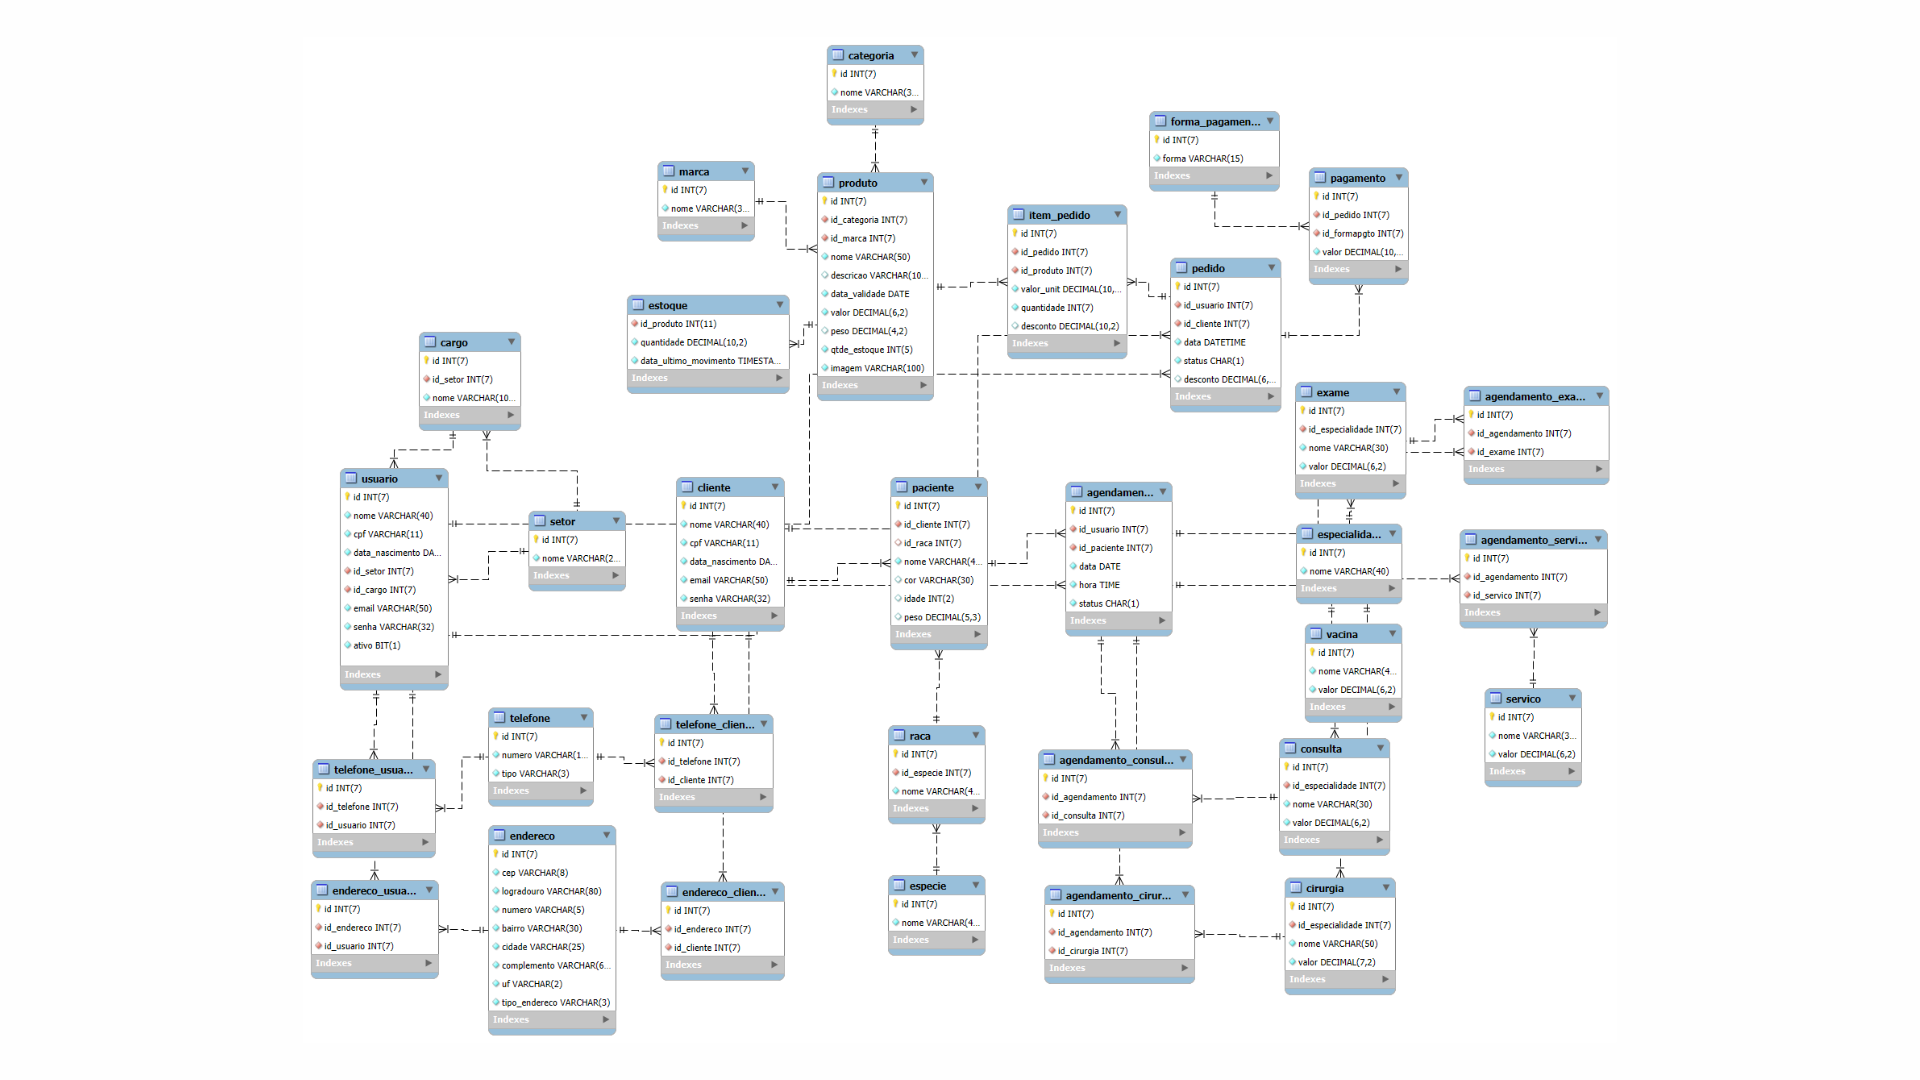 categoria
id INT(7)
nome VARCHAR(3...
Indexes
forma_pagamen...
id INT(7)
forma VARCHAR(15)
Indexes
marca
id INT(7)
nome VARCHAR(3...
Indexes
produto
id INT(7)
id_categoria INT(7)
id_marca INT(7)
nome VARCHAR(50)
descricao VARCHAR(10...
data_validade DATE
valor DECIMAL(6,2)
peso DECIMAL(4,2)
qtde_estoque INT(5)
imagem VARCHAR(100)
Indexes
pagamento
id INT(7)
id_pedido INT(7)
id_formapgto INT(7)
valor DECIMAL(10,...
Indexes
item_pedido
id INT(7)
id_pedido INT(7)
id_produto INT(7)
valor_unit DECIMAL(10,...
quantidade INT(7)
desconto DECIMAL(10,2)
Indexes
pedido
id INT(7)
id_usuario INT(7)
id_cliente INT(7)
data DATETIME
status CHAR(1)
desconto DECIMAL(6,...
Indexes
estoque
id_produto INT(11)
quantidade DECIMAL(10,2)
data_ultimo_movimento TIMESTA...
Indexes
cargo
id INT(7)
id_setor INT(7)
nome VARCHAR(10...
Indexes
exame
id INT(7)
id_especialidade INT(7)
nome VARCHAR(30)
valor DECIMAL(6,2)
Indexes
agendamento_exa...
id INT(7)
id_agendamento INT(7)
id_exame INT(7)
Indexes
usuario
id INT(7)
nome VARCHAR(40)
cpf VARCHAR(11)
data_nascimento DA...
id_setor INT(7)
id_cargo INT(7)
email VARCHAR(50)
senha VARCHAR(32)
ativo BIT(1)
Indexes
setor
id INT(7)
nome VARCHAR(2...
Indexes
cliente
id INT(7)
nome VARCHAR(40)
cpf VARCHAR(11)
data_nascimento DA...
email VARCHAR(50)
senha VARCHAR(32)
Indexes
paciente
id INT(7)
id_cliente INT(7)
id_raca INT(7)
nome VARCHAR(4...
cor VARCHAR(30)
idade INT(2)
peso DECIMAL(5,3)
Indexes
agendamen...
id INT(7)
id_usuario INT(7)
id_paciente INT(7)
data DATE
hora TIME
status CHAR(1)
Indexes
especialida...
id INT(7)
nome VARCHAR(40)
Indexes
agendamento_servi...
id INT(7)
id_agendamento INT(7)
id_servico INT(7)
Indexes
vacina
id INT(7)
nome VARCHAR(4...
valor DECIMAL(6,2)
Indexes
servico
id INT(7)
nome VARCHAR(3...
valor DECIMAL(6,2)
Indexes
telefone
id INT(7)
numero VARCHAR(1...
tipo VARCHAR(3)
Indexes
telefone_clien...
id INT(7)
id_telefone INT(7)
id_cliente INT(7)
Indexes
raca
id INT(7)
id_especie INT(7)
nome VARCHAR(4...
Indexes
agendamento_consul...
id INT(7)
id_agendamento INT(7)
id_consulta INT(7)
Indexes
consulta
id INT(7)
id_especialidade INT(7)
nome VARCHAR(30)
valor DECIMAL(6,2)
Indexes
telefone_usua...
id INT(7)
id_telefone INT(7)
id_usuario INT(7)
Indexes
endereco
id INT(7)
cep VARCHAR(8)
logradouro VARCHAR(80)
numero VARCHAR(5)
bairro VARCHAR(30)
cidade VARCHAR(25)
complemento VARCHAR(6...
uf VARCHAR(2)
tipo_endereco VARCHAR(3)
Indexes
endereco_usua...
id INT(7)
id_endereco INT(7)
id_usuario INT(7)
Indexes
endereco_clien...
id INT(7)
id_endereco INT(7)
id_cliente INT(7)
Indexes
especie
id INT(7)
nome VARCHAR(4...
Indexes
agendamento_cirur...
id INT(7)
id_agendamento INT(7)
id_cirurgia INT(7)
Indexes
cirurgia
id INT(7)
id_especialidade INT(7)
nome VARCHAR(50)
valor DECIMAL(7,2)
Indexes